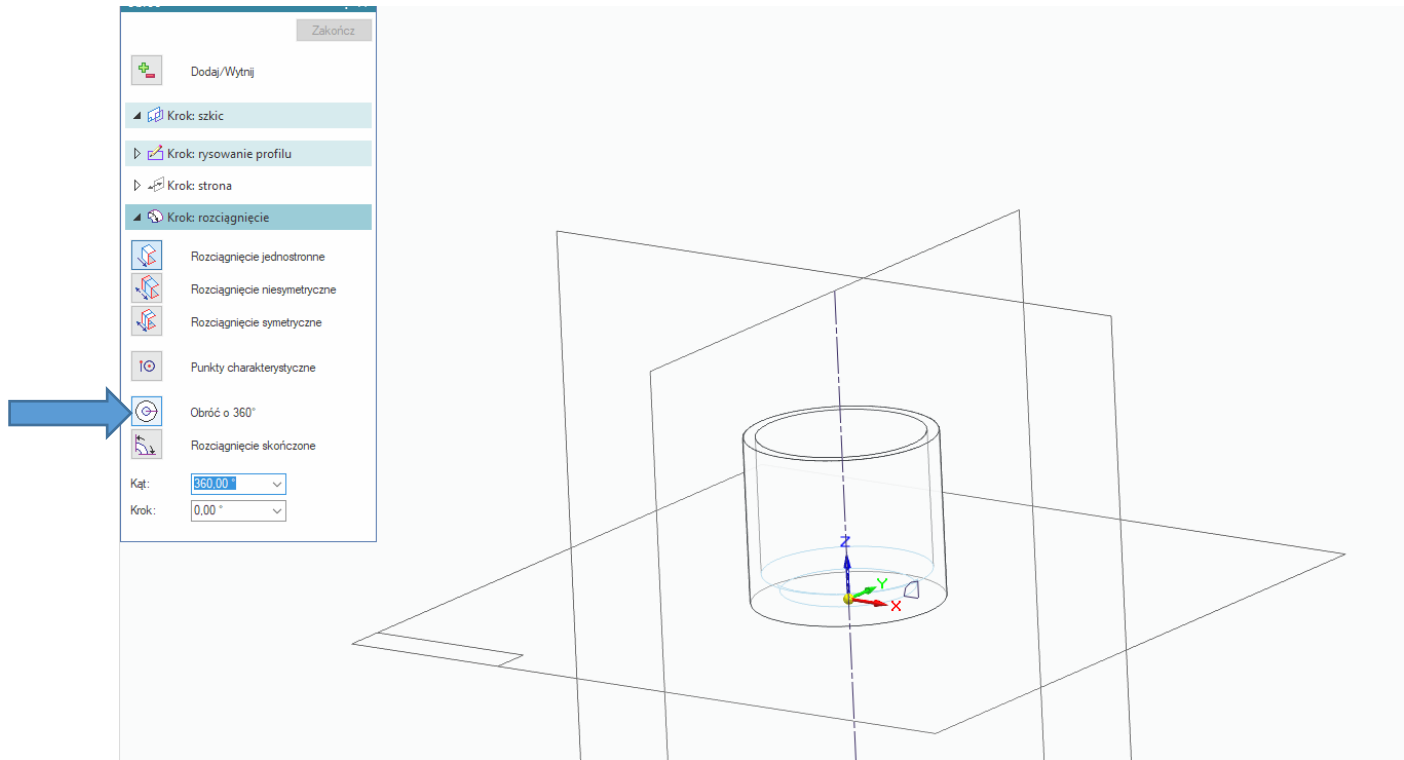 Zakończ
Dodaj/Wytnij
Krok: szkic
Krok: rysowanie profilu
Krok: strona
Krok: rozciągnięcie
Rozciągnięcie jednostronne
Rozciągnięcie niesymetryczne
Rozciągnięcie symetryczne
Punkty charakterystyczne
Obróć o 360°
Rozciągnięcie skończone
Kąt: 360,00 °
Krok: 0,00 °
Z
Y
X